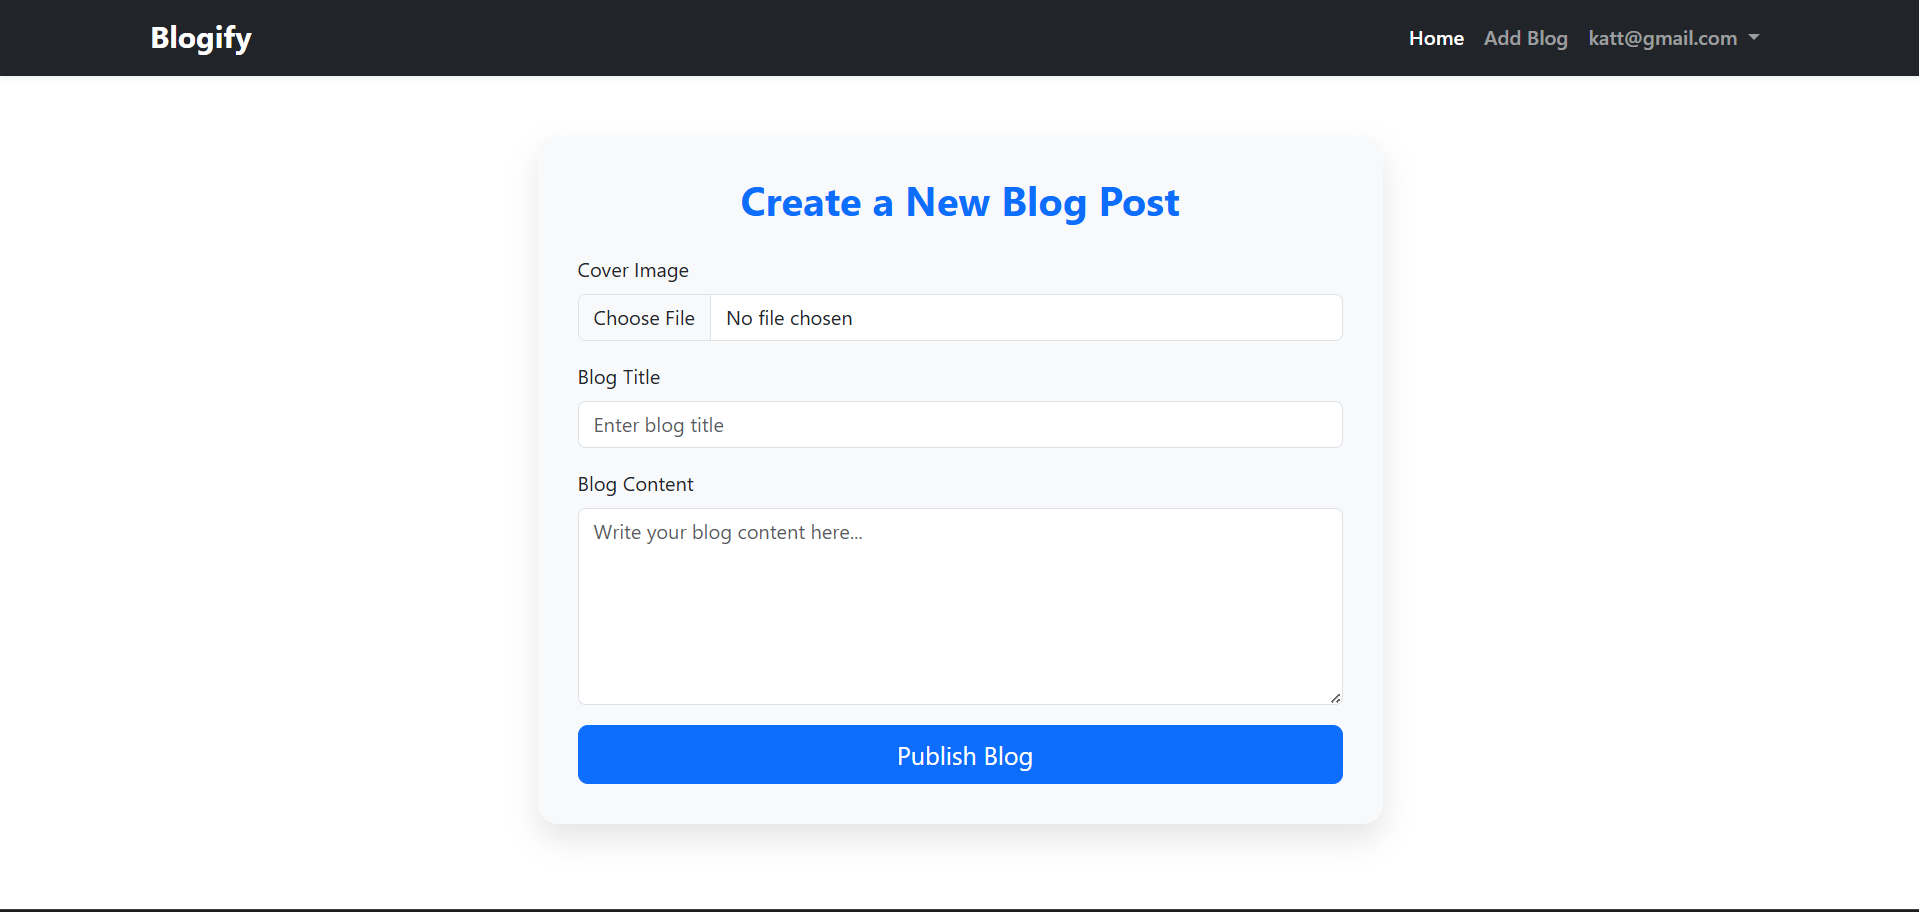 Blogify
Home Add Blog katt@gmail.com
Create a New Blog Post
Cover Image
Choose File No file chosen
Blog Title
Enter blog title
Blog Content
Write your blog content here...
Publish Blog